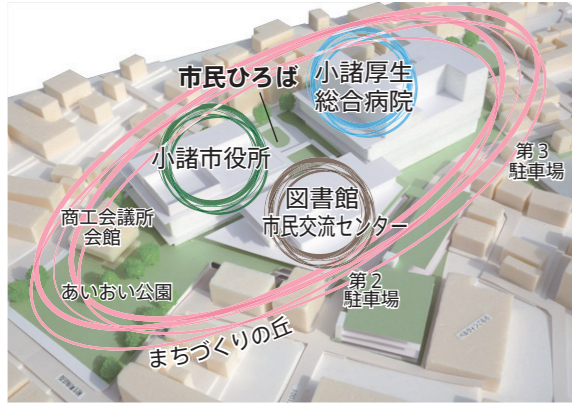 市民ひろば
小諸厚生
総合病院
小諸市役所
図書館
市民交流センター
第3
駐車場
商工会議所
会館
あいおい公園
第2
駐車場
まちづくりの丘